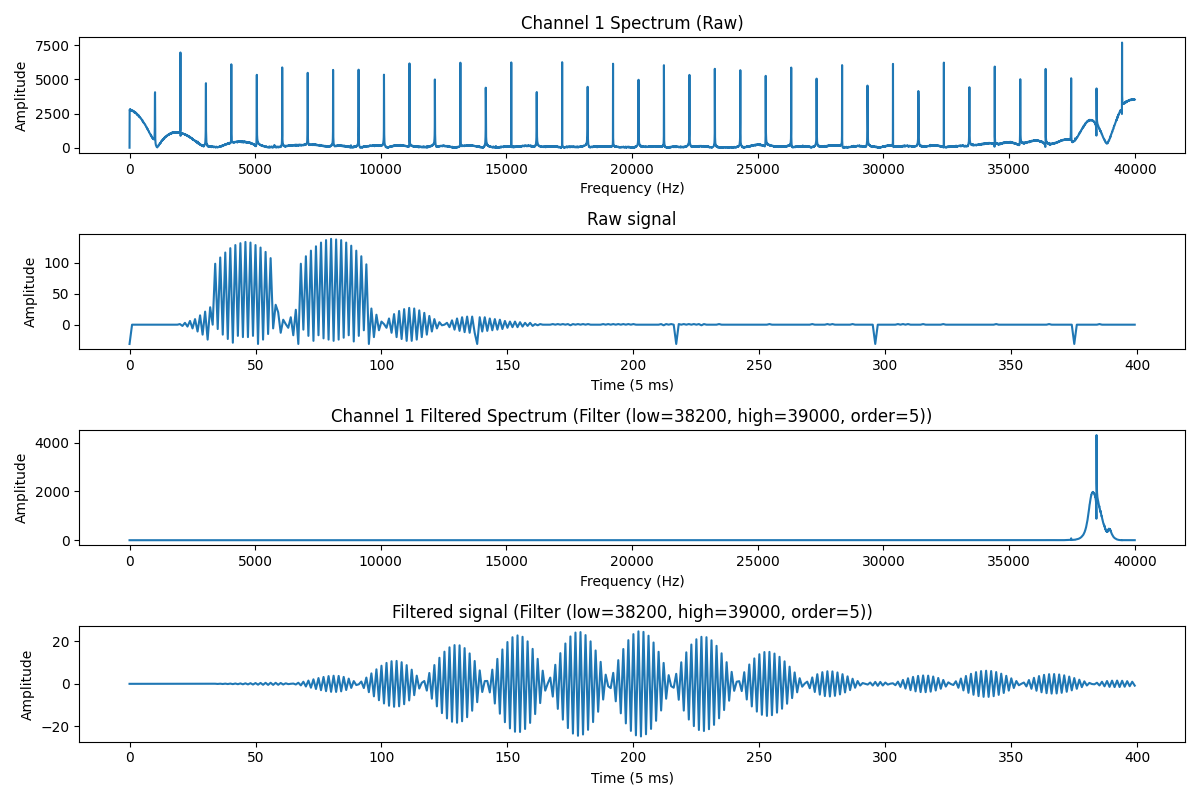 Channel 1 Spectrum (Raw)
Amplitude
7500
5000
2500
0
0 5000 10000 15000 20000 25000 30000 35000 40000
Frequency (Hz)
Raw signal
Amplitude
100
50
0
0 50 100 150 200 250 300 350 400
Time (5 ms)
Channel 1 Filtered Spectrum (Filter (low=38200, high=39000, order=5))
Amplitude
4000
2000
0
0 5000 10000 15000 20000 25000 30000 35000 40000
Frequency (Hz)
Filtered signal (Filter (low=38200, high=39000, order=5))
Amplitude
20
0
−20
0 50 100 150 200 250 300 350 400
Time (5 ms)